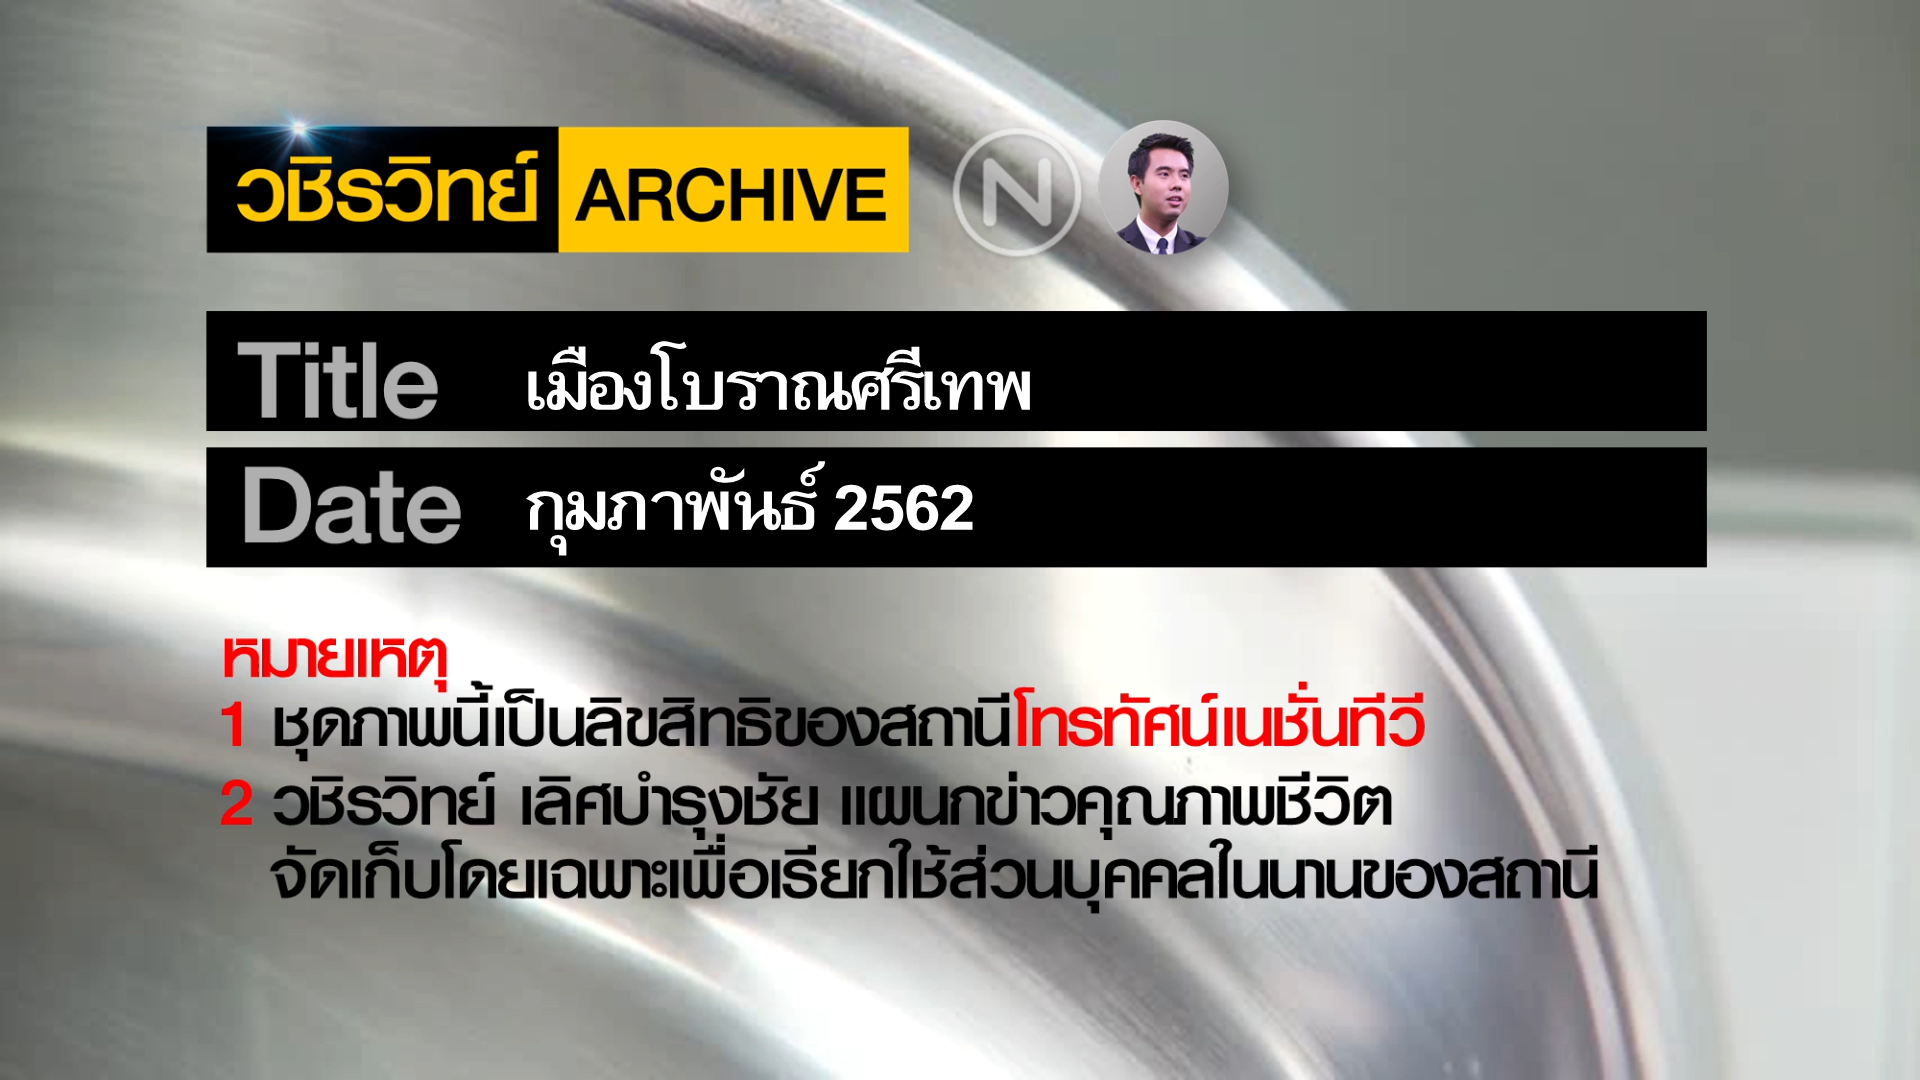 วชิรวิทย์ ARCHIVE N
Title เมืองโบราณศรีเทพ
Date กุมภาพันธ์ 2562
หมายเหตุ
1 ชุดภาพนี้เป็นลิขสิทธิของสถานีโทรทัศน์เนชั่นทีวี
2 วชิรวิทย์ เลิศบำรุงชัย แผนกข่าวคุณภาพชีวิต
จัดเก็บโดยเฉพาะเพื่อเรียกใช้ส่วนบุคคลในนานของสถานี